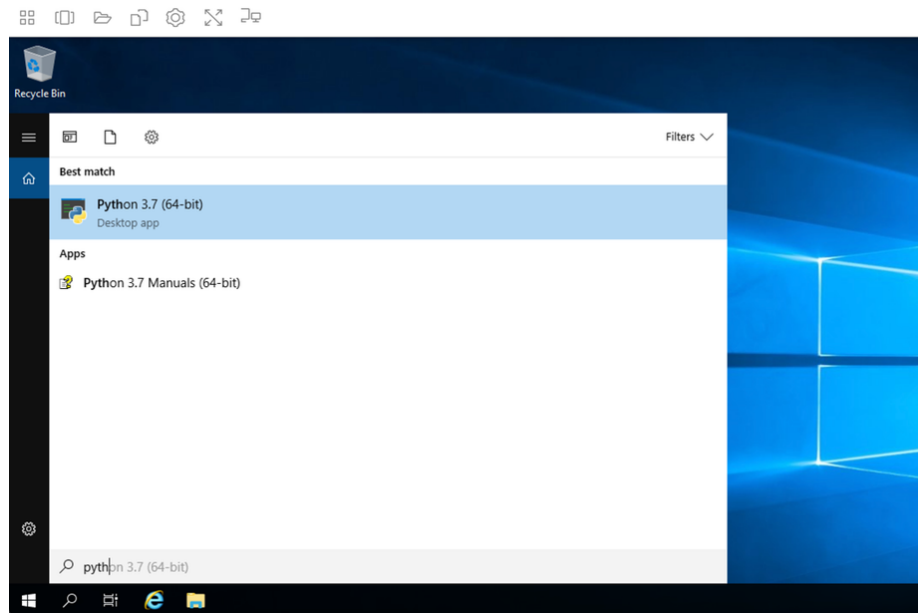 Recycle Bin
Filters
Best match
Python 3.7 (64-bit)
Desktop app
Apps
Python 3.7 Manuals (64-bit)
python 3.7 (64-bit)